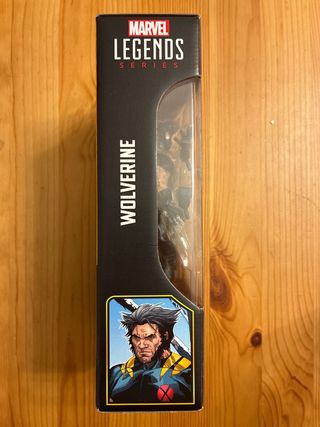 MARVEL
LEGENDS
SERIES
WOLVERINE
X